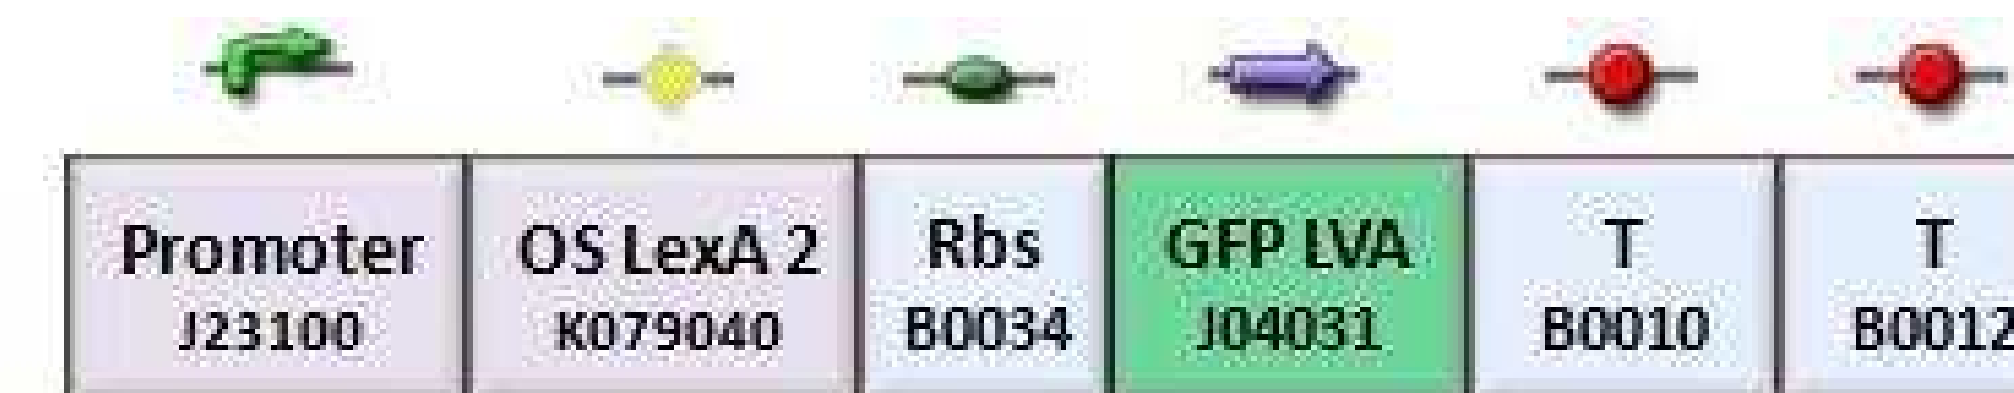 Promoter
J23100
OS LexA 2
K079040
Rbs
B0034
GFP LVA
J04031
T
B0010
T
B0012